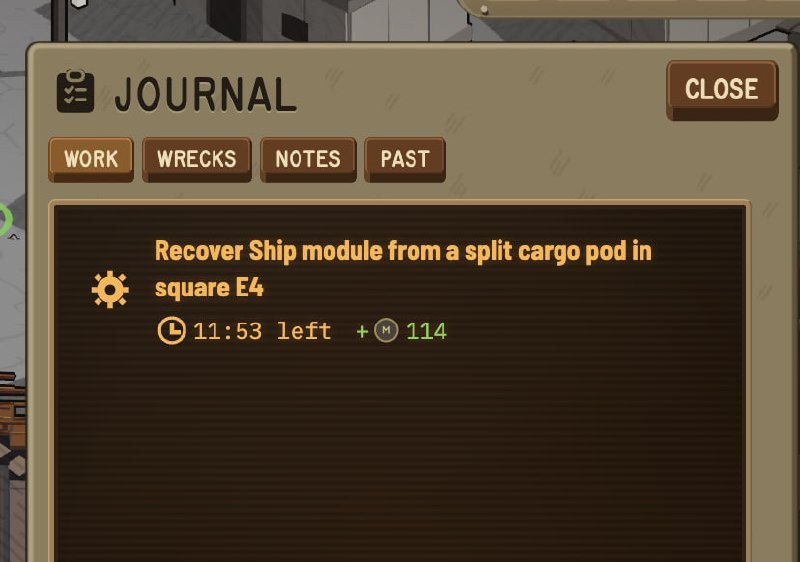 JOURNAL
CLOSE
WORK
WRECKS
NOTES
PAST
Recover Ship module from a split cargo pod in
square E4
11:53 left + M 114